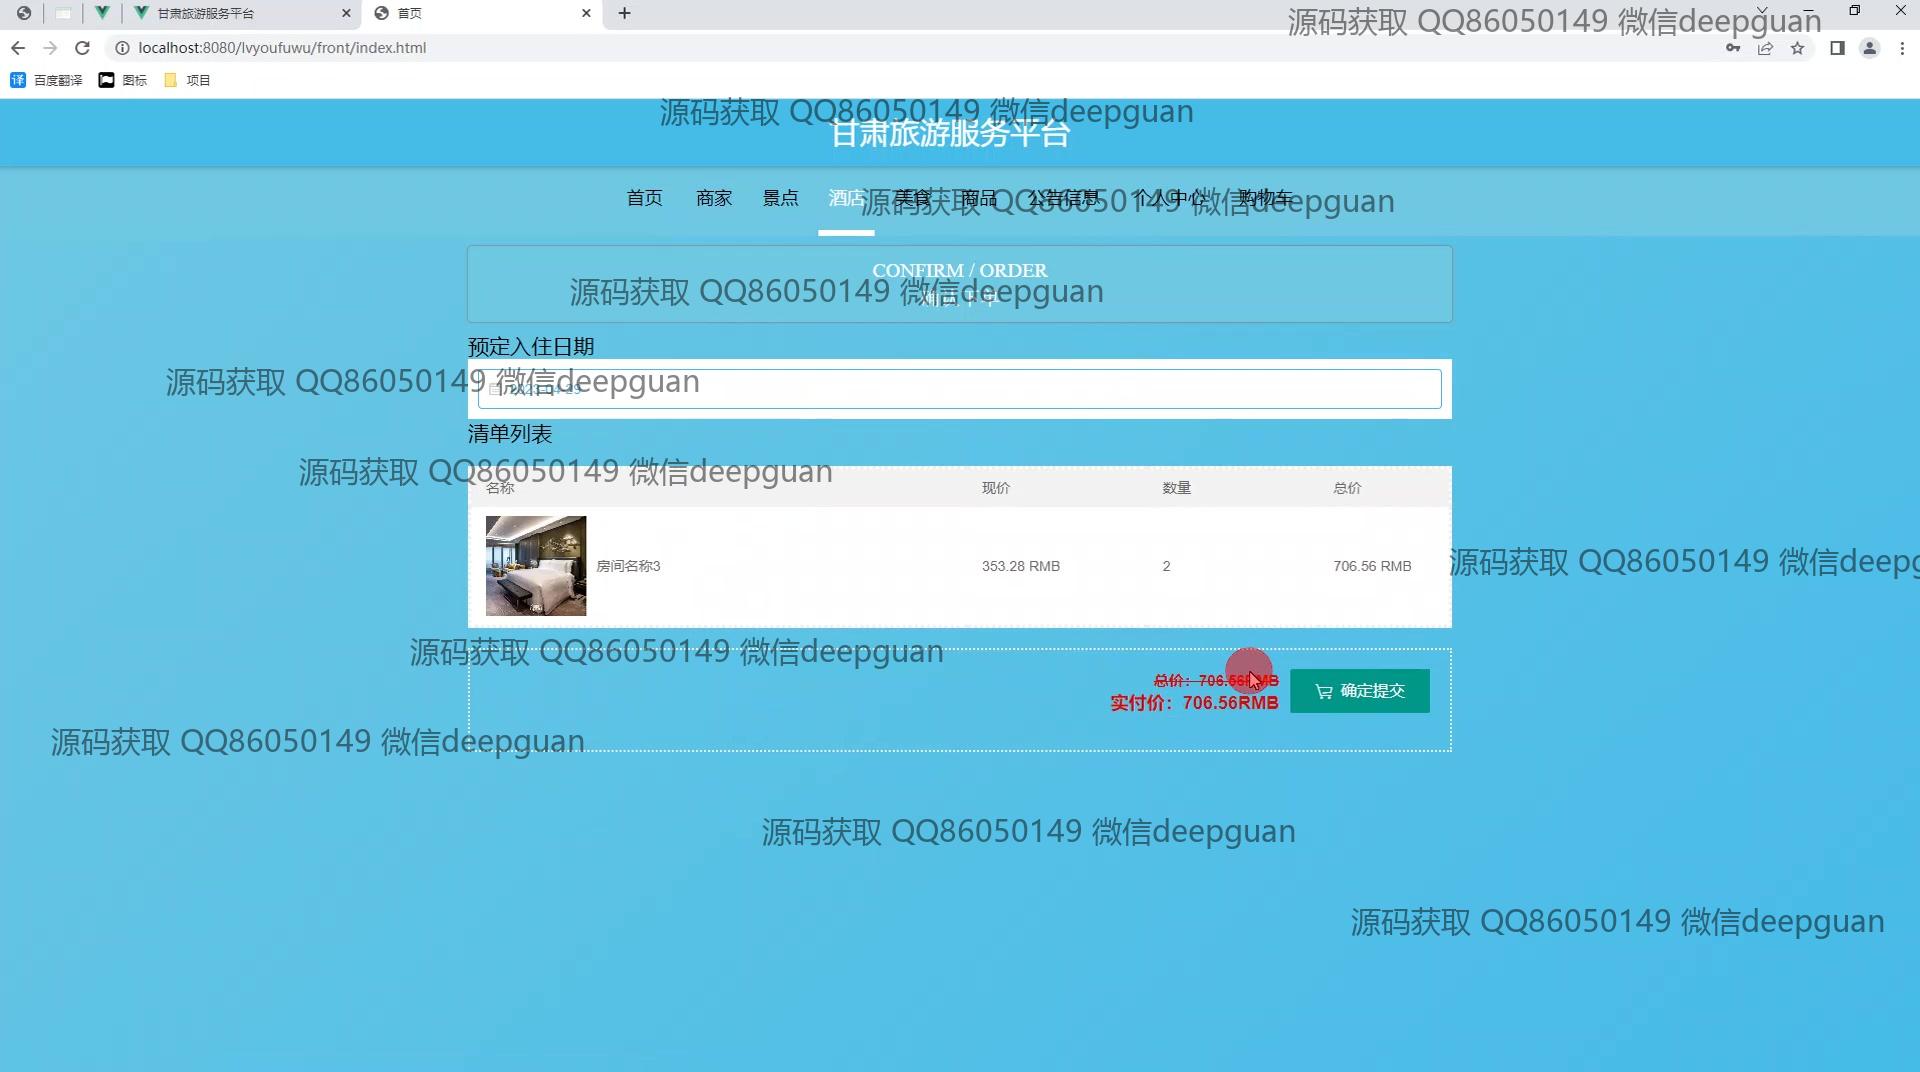 甘肃旅游服务平台
首页
源码获取 QQ86050149 微信deepguan
localhost:8080/lvyoufuwu/front/index.html
百度翻译 图标 项目
源码获取 QQ86050149 微信deepguan
甘肃旅游服务平台
首页 商家 景点 酒店 美食 商品 公告信息 个人中心 购物车
源码获取 QQ86050149 微信deepguan
CONFIRM / ORDER
源码获取 QQ86050149 微信deepguan
确认下单
预定入住日期
源码获取 QQ86050149 微信deepguan
2023-04-29
清单列表
源码获取 QQ86050149 微信deepguan
名称 现价 数量 总价
房间名称3 353.28 RMB 2 706.56 RMB
源码获取 QQ86050149 微信deepg
源码获取 QQ86050149 微信deepguan
总价：706.56RMB
实付价：706.56RMB
确定提交
源码获取 QQ86050149 微信deepguan
源码获取 QQ86050149 微信deepguan
源码获取 QQ86050149 微信deepguan